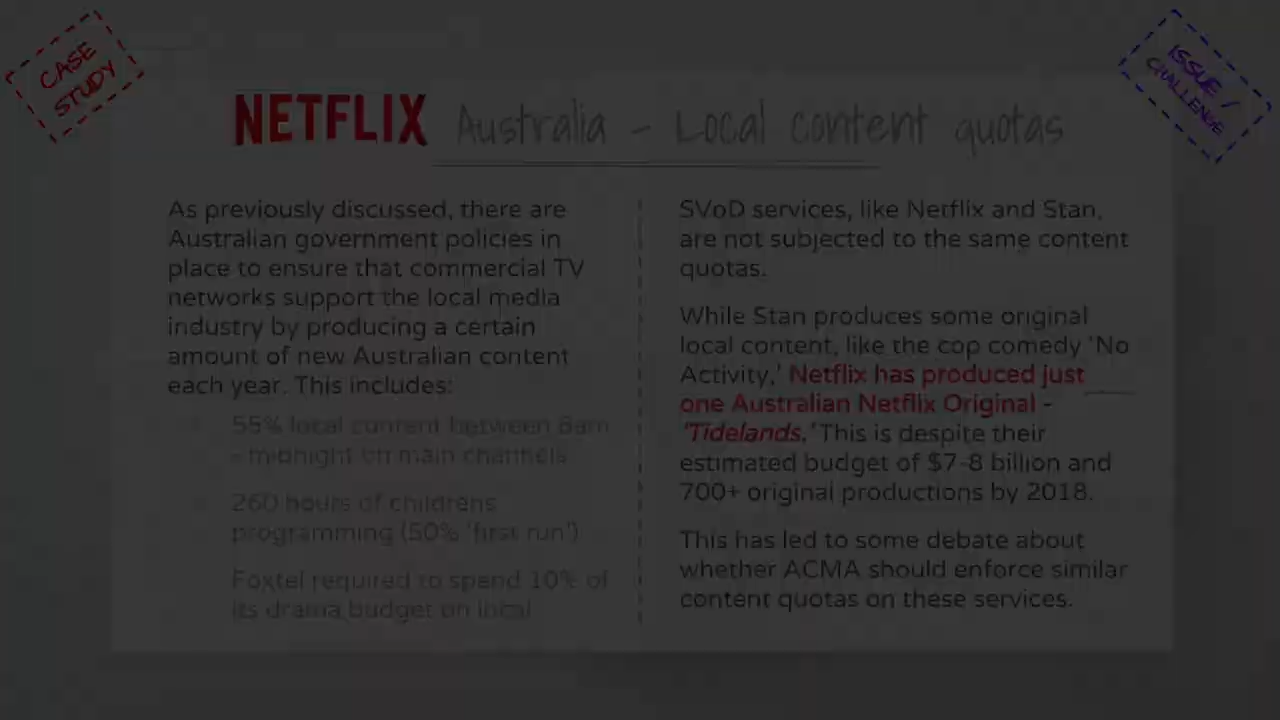 CASE
STUDY
ISSUE /
CHALLENGE
NETFLIX Australia - Local content quotas
As previously discussed, there are
Australian government policies in
place to ensure that commercial TV
networks support the local media
industry by producing a certain
amount of new Australian content
each year. This includes:
55% local content between 6am
- midnight on main channels
260 hours of childrens
programming (50% 'first run')
Foxtel required to spend 10% of
its drama budget on local
SVoD services, like Netflix and Stan,
are not subjected to the same content
quotas.
While Stan produces some original
local content, like the cop comedy 'No
Activity,' Netflix has produced just
one Australian Netflix Original -
'Tidelands.' This is despite their
estimated budget of $7-8 billion and
700+ original productions by 2018.
This has led to some debate about
whether ACMA should enforce similar
content quotas on these services.